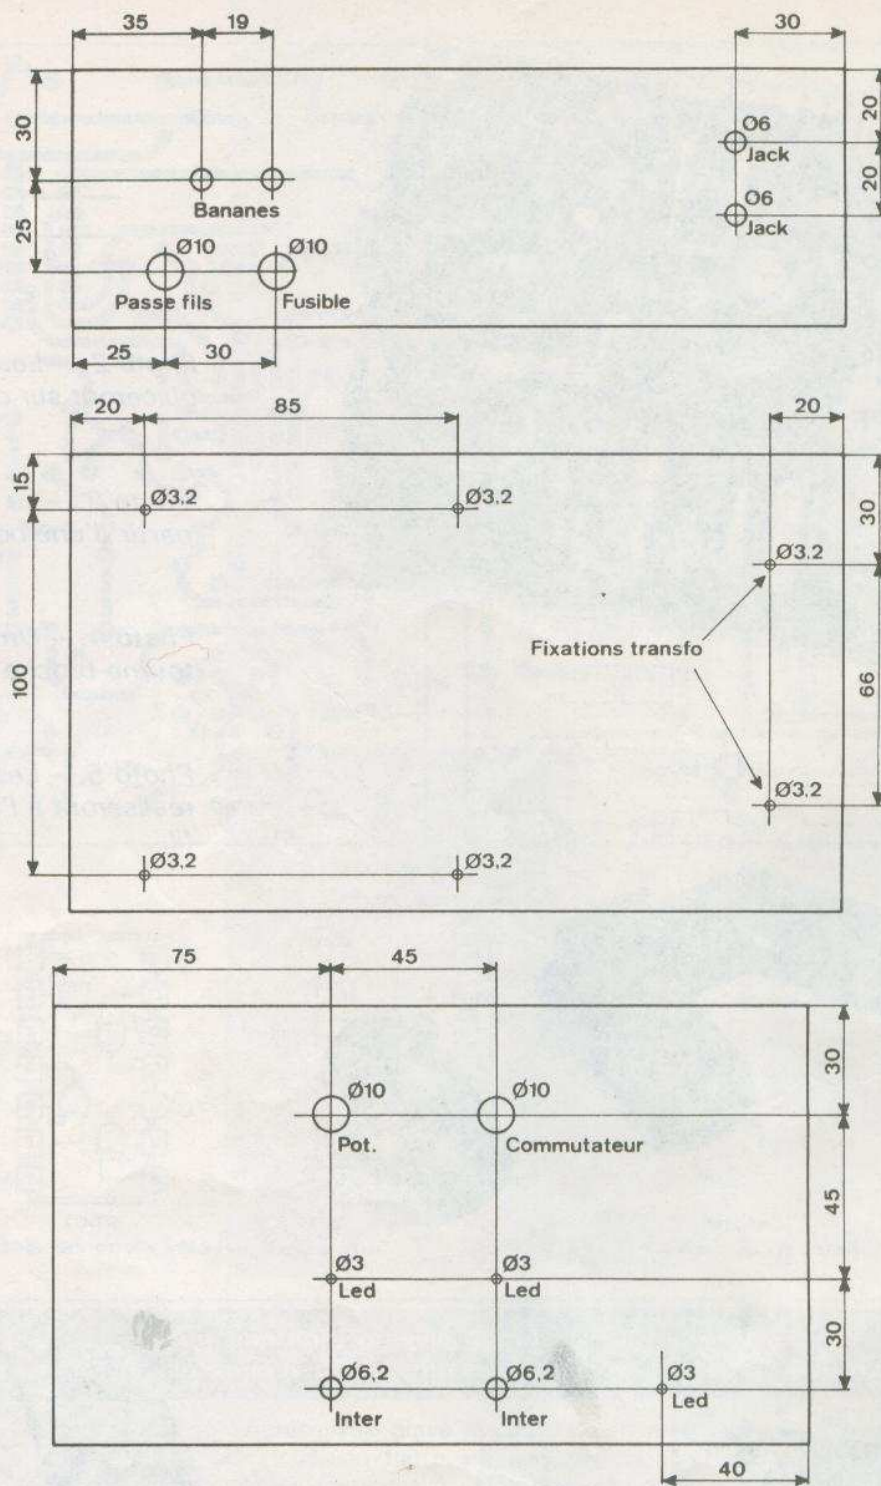 35 19 30
30
20
Ø6
Jack
20
Bananes
Ø6
Jack
25
Ø10 Ø10
Passe fils Fusible
25 30
20 85 20
15
Ø3.2 Ø3.2
30
Ø3.2
Fixations transfo
100
66
Ø3.2
Ø3,2 Ø3,2
75 45
30
Ø10 Ø10
Pot. Commutateur
45
Ø3 Ø3
Led Led
30
Ø6,2 Ø6,2 Ø3
Inter Inter Led
40